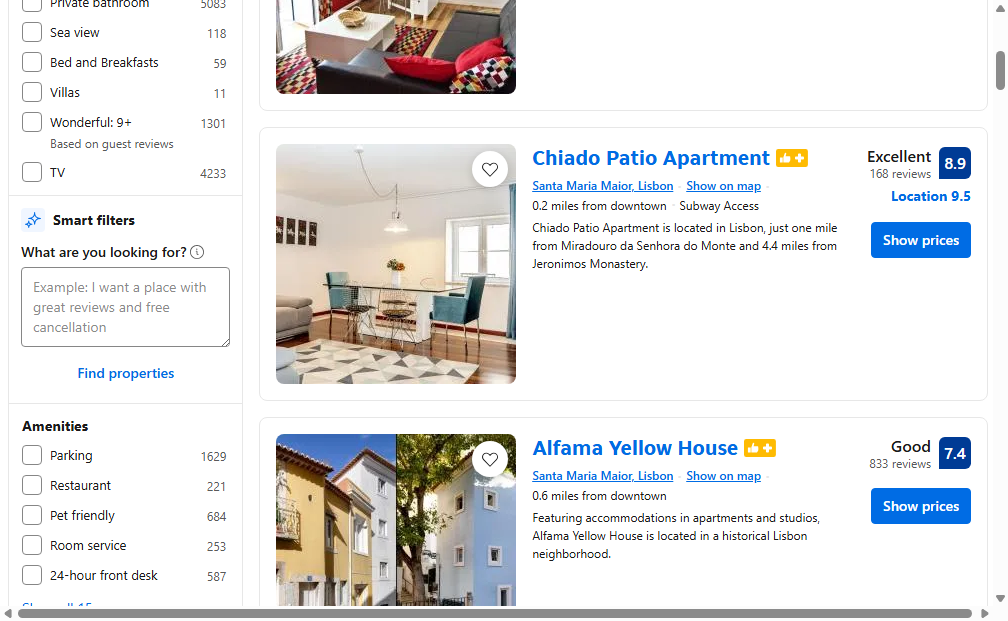 Private bathroom 5083
Sea view 118
Bed and Breakfasts 59
Villas 11
Wonderful: 9+ 1301
Based on guest reviews
TV 4233
Smart filters
What are you looking for?
Example: I want a place with
great reviews and free
cancellation
Find properties
Amenities
Parking 1629
Restaurant 221
Pet friendly 684
Room service 253
24-hour front desk 587
Chiado Patio Apartment
Santa Maria Maior, Lisbon · Show on map ·
0.2 miles from downtown · Subway Access
Chiado Patio Apartment is located in Lisbon, just one mile
from Miradouro da Senhora do Monte and 4.4 miles from
Jeronimos Monastery.
Excellent 8.9
168 reviews
Location 9.5
Show prices
Alfama Yellow House
Santa Maria Maior, Lisbon · Show on map ·
0.6 miles from downtown
Featuring accommodations in apartments and studios,
Alfama Yellow House is located in a historical Lisbon
neighborhood.
Good 7.4
833 reviews
Show prices